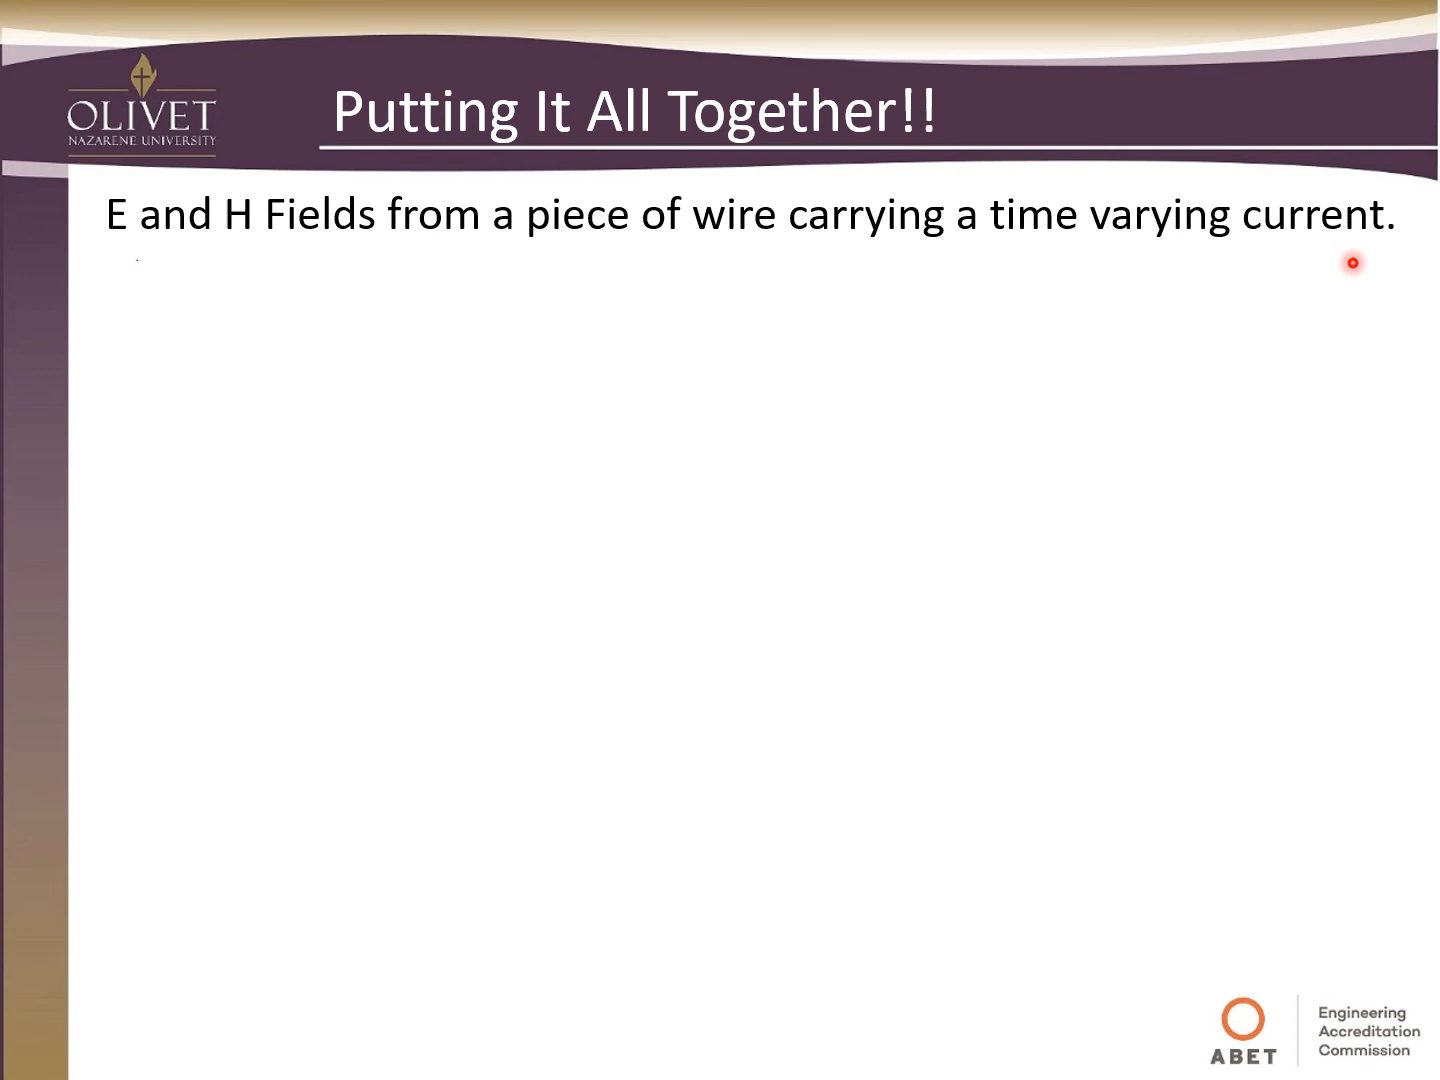 OLIVET
NAZARENE UNIVERSITY
Putting It All Together!!
E and H Fields from a piece of wire carrying a time varying current.
ABET
Engineering
Accreditation
Commission